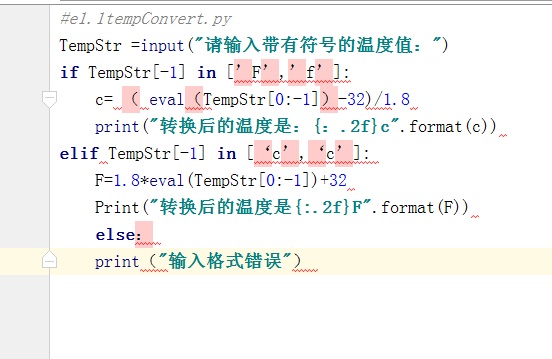 #e1.1tempConvert.py
TempStr =input("请输入带有符号的温度值：")
if TempStr[-1] in [’F’,’f’]:
c=（ eval（TempStr[0:-1]）-32)/1.8
print("转换后的温度是：{：.2f}c".format(c))
elif TempStr[-1] in [‘c’,‘c’]:
F=1.8*eval(TempStr[0:-1])+32
Print("转换后的温度是{:.2f}F".format(F))
else：
print（"输入格式错误"）